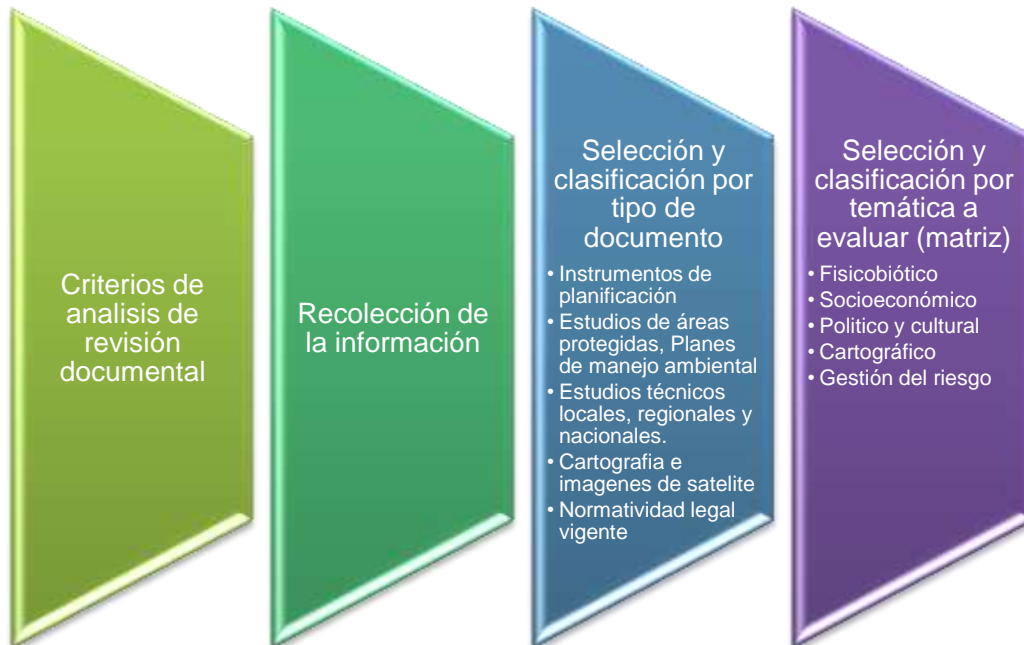 Criterios de
analisis de
revisión
documental
Recolección de
la información
Selección y
clasificación por
tipo de
documento
• Instrumentos de
planificación
• Estudios de áreas
protegidas, Planes
de manejo ambiental
• Estudios técnicos
locales, regionales y
nacionales.
• Cartografia e
imagenes de satelite
• Normatividad legal
vigente
Selección y
clasificación por
temática a
evaluar (matriz)
• Fisicobiótico
• Socioeconómico
• Politico y cultural
• Cartográfico
• Gestión del riesgo